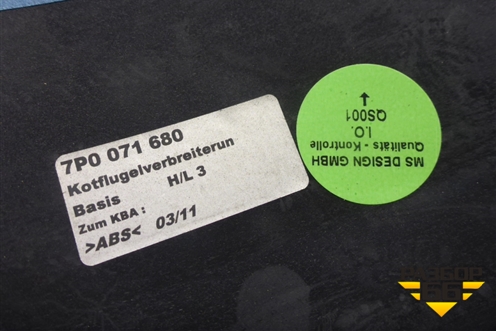 7P0 071 680
Kotflugelverbreiterun
Basis H/L 3
Zum KBA :
>ABS< 03/11
MS DESIGN GMBH
Qualitäts - Kontrolle
I.O.
QS001